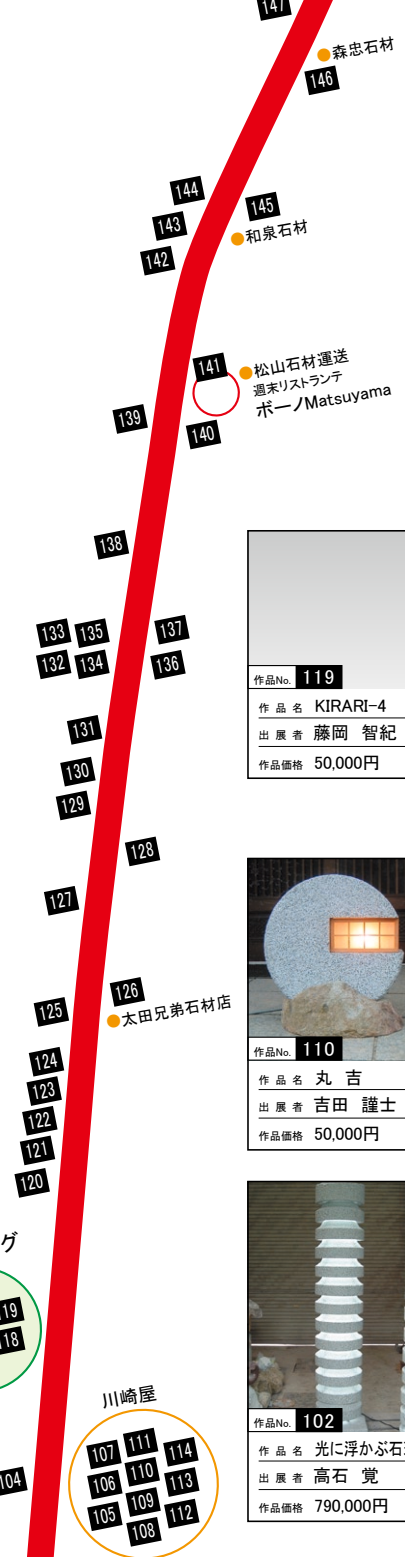 147
森忠石材
146
144
145
143
和泉石材
142
141
松山石材運送
週末リストランテ
ボーノMatsuyama
139
140
138
133 135 137
132 134 136
131
130
129
128
127
126
太田兄弟石材店
125
124
123
122
121
120
グ
119
118
104
川崎屋
107 111 114
106 110 113
105 109 112
108
作品No. 119
作品名 KIRARI-4
出展者 藤岡 智紀
作品価格 50,000円
作品No. 110
作品名 丸 吉
出展者 吉田 謹士
作品価格 50,000円
作品No. 102
作品名 光に浮かぶ石
出展者 高石 覚
作品価格 790,000円